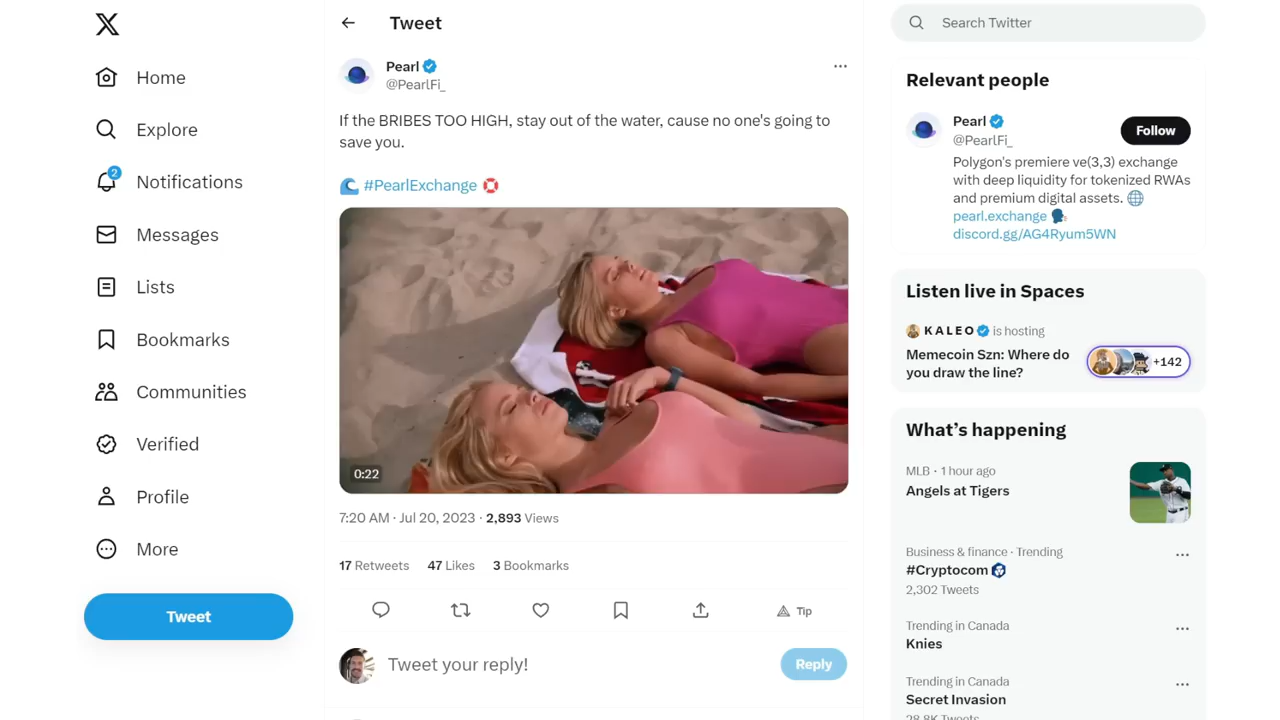 Home
Explore
2
Notifications
Messages
Lists
Bookmarks
Communities
Verified
Profile
More
Tweet
Tweet
Pearl
@PearlFi_
If the BRIBES TOO HIGH, stay out of the water, cause no one's going to
save you.
#PearlExchange
0:22
7:20 AM · Jul 20, 2023 · 2,893 Views
17 Retweets 47 Likes 3 Bookmarks
Tip
Tweet your reply!
Reply
Search Twitter
Relevant people
Pearl
@PearlFi_
Follow
Polygon's premiere ve(3,3) exchange
with deep liquidity for tokenized RWAs
and premium digital assets.
pearl.exchange
discord.gg/AG4Ryum5WN
Listen live in Spaces
K A L E O is hosting
Memecoin Szn: Where do
you draw the line?
+142
What's happening
MLB · 1 hour ago
Angels at Tigers
Business & finance · Trending
#Cryptocom
2,302 Tweets
Trending in Canada
Knies
Trending in Canada
Secret Invasion
28.8K Tweets